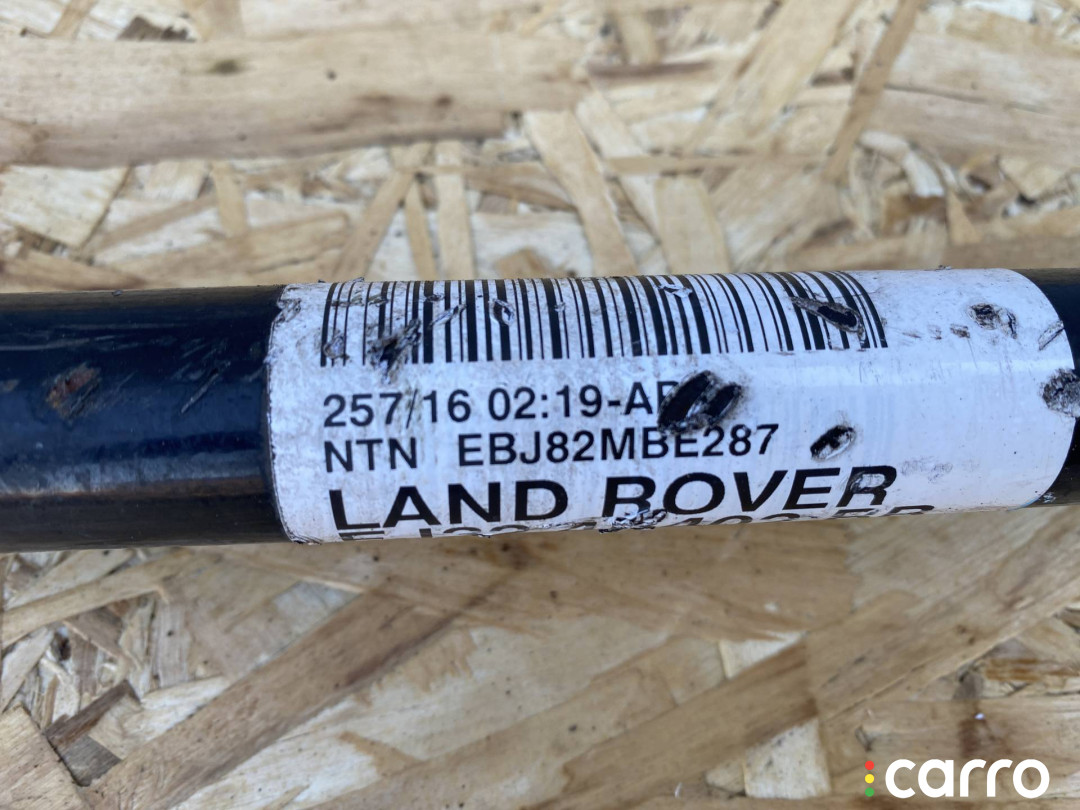 257/16 02:19-A
NTN EBJ82MBE287
LAND ROVER
carro